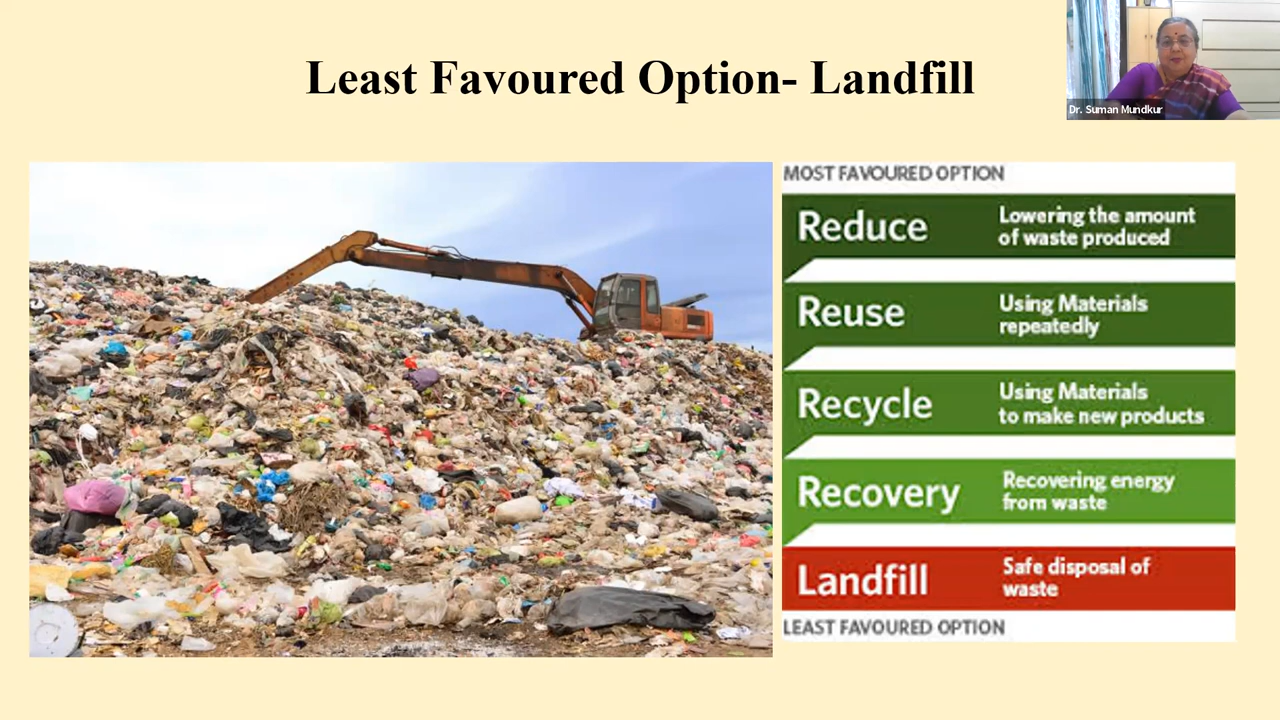 Least Favoured Option- Landfill
Dr. Suman Mundkur
MOST FAVOURED OPTION
Reduce
Lowering the amount
of waste produced
Reuse
Using Materials
repeatedly
Recycle
Using Materials
to make new products
Recovery
Recovering energy
from waste
Landfill
Safe disposal of
waste
LEAST FAVOURED OPTION